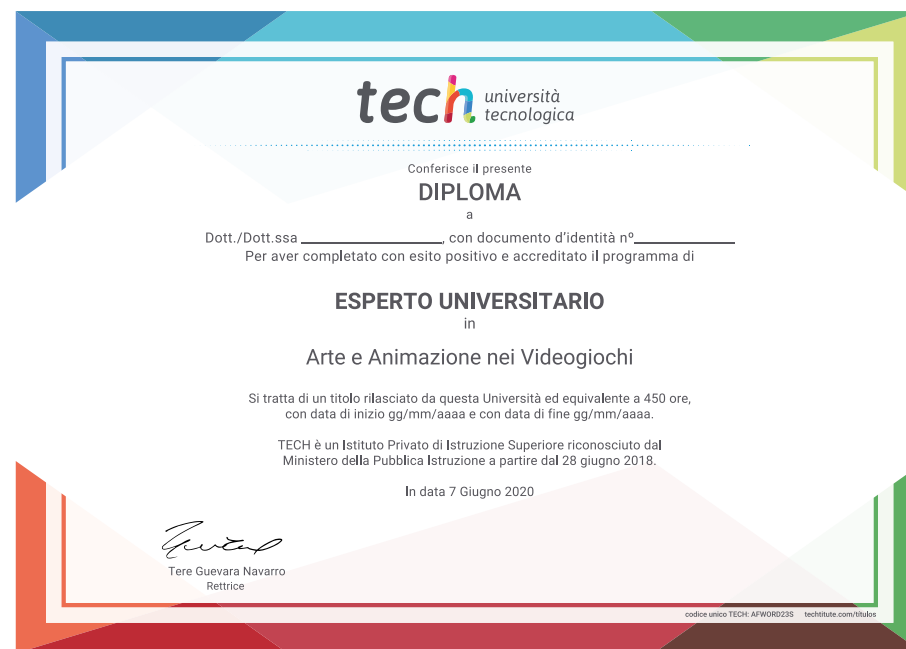 tech università
tecnologica
Conferisce il presente
DIPLOMA
a
Dott./Dott.ssa ____________________, con documento d'identità nº______________
Per aver completato con esito positivo e accreditato il programma di
ESPERTO UNIVERSITARIO
in
Arte e Animazione nei Videogiochi
Si tratta di un titolo rilasciato da questa Università ed equivalente a 450 ore,
con data di inizio gg/mm/aaaa e con data di fine gg/mm/aaaa.
TECH è un Istituto Privato di Istruzione Superiore riconosciuto dal
Ministero della Pubblica Istruzione a partire dal 28 giugno 2018.
In data 7 Giugno 2020
Tere Guevara Navarro
Rettrice
codice unico TECH: AFWORD23S techtitute.com/titulos